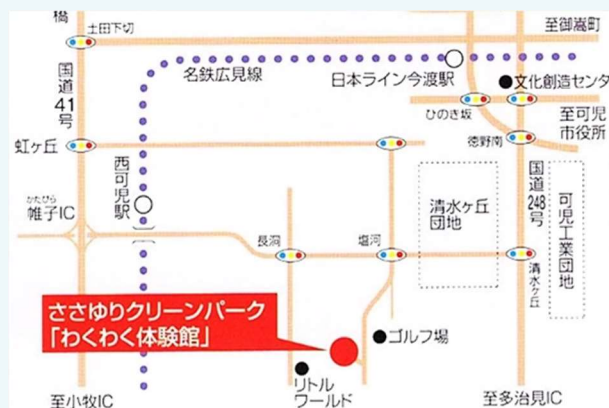 橋
土田下切
至御嵩町
国道41号
名鉄広見線
日本ライン今渡駅
文化創造センタ
ひのき坂
至可児
市役所
虹ヶ丘
徳野南
西可児駅
国道248号
かたびら
帷子IC
清水ヶ丘
団地
可児工業団地
長洞
塩河
清水ヶ丘
ささゆりクリーンパーク
「わくわく体験館」
ゴルフ場
リトル
ワールド
至小牧IC
至多治見IC